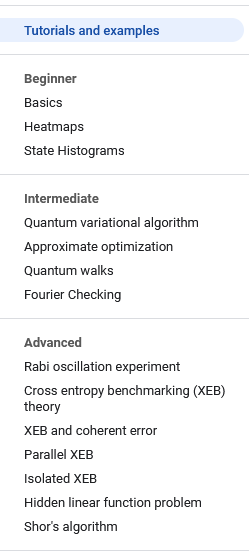 Tutorials and examples
Beginner
Basics
Heatmaps
State Histograms
Intermediate
Quantum variational algorithm
Approximate optimization
Quantum walks
Fourier Checking
Advanced
Rabi oscillation experiment
Cross entropy benchmarking (XEB)
theory
XEB and coherent error
Parallel XEB
Isolated XEB
Hidden linear function problem
Shor's algorithm